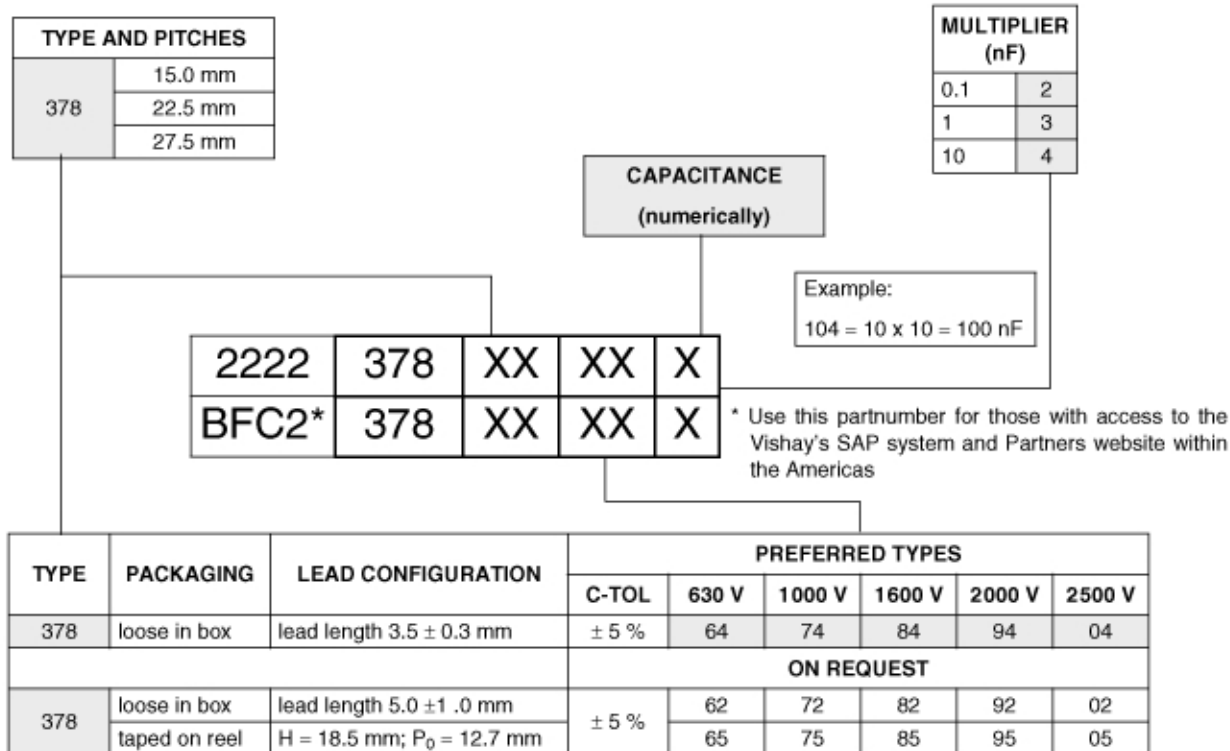 TYPE AND PITCHES
378
15.0 mm
22.5 mm
27.5 mm
MULTIPLIER
(nF)
0.1 2
1 3
10 4
CAPACITANCE
(numerically)
Example:
104 = 10 x 10 = 100 nF
2222 378 XX XX X
BFC2* 378 XX XX X
* Use this partnumber for those with access to the
Vishay's SAP system and Partners website within
the Americas
TYPE PACKAGING LEAD CONFIGURATION PREFERRED TYPES
C-TOL 630 V 1000 V 1600 V 2000 V 2500 V
378 loose in box lead length 3.5 ± 0.3 mm ± 5 % 64 74 84 94 04
ON REQUEST
378 loose in box lead length 5.0 ±1 .0 mm ± 5 % 62 72 82 92 02
taped on reel H = 18.5 mm; P0 = 12.7 mm 65 75 85 95 05